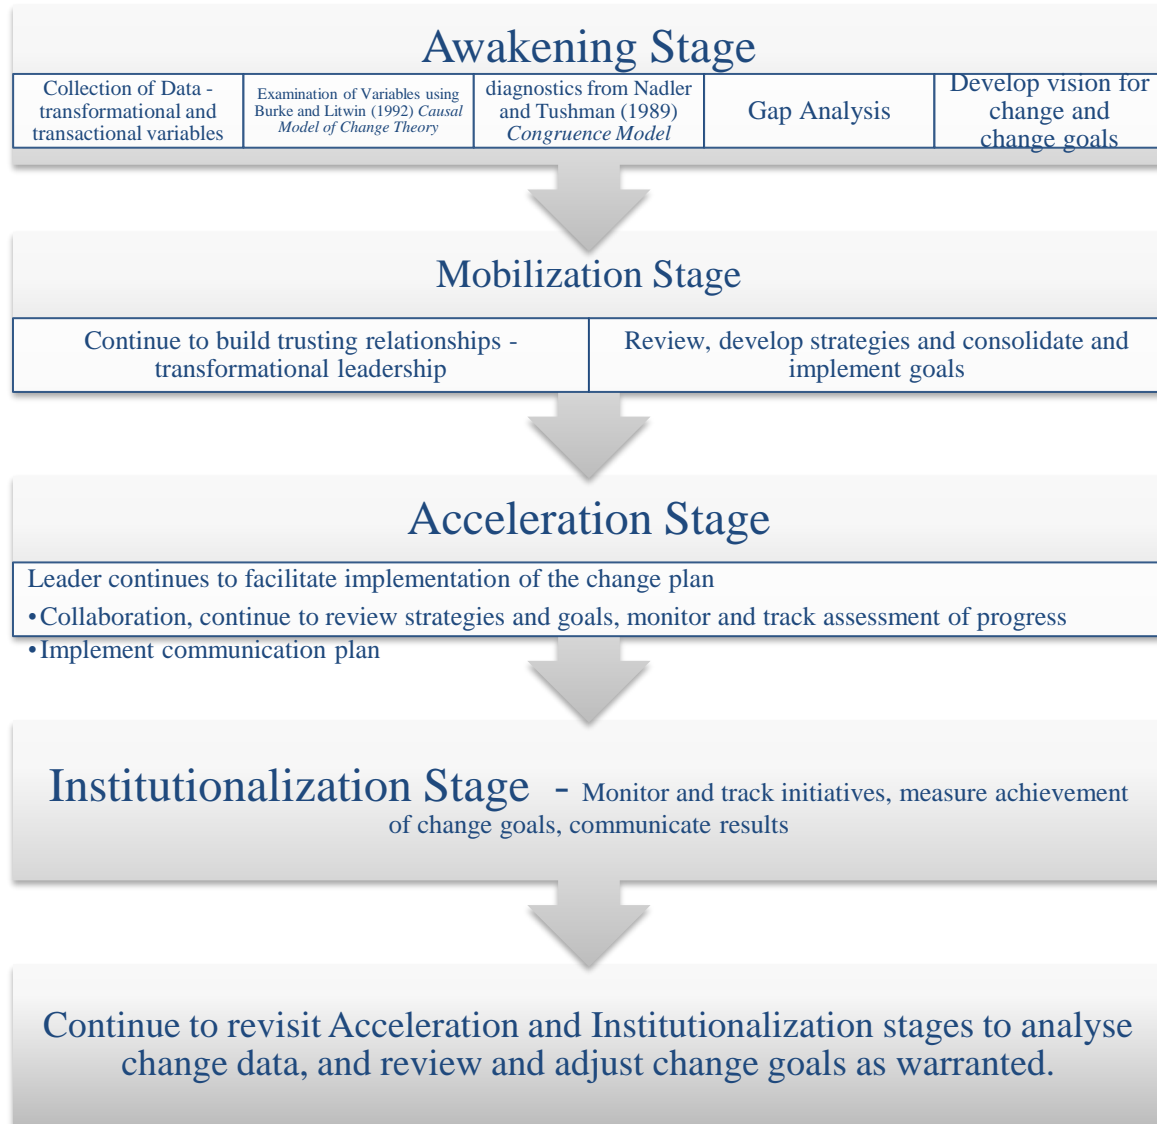 Awakening Stage
Collection of Data -
transformational and
transactional variables
Examination of Variables using
Burke and Litwin (1992) Causal
Model of Change Theory
diagnostics from Nadler
and Tushman (1989)
Congruence Model
Gap Analysis
Develop vision for
change and
change goals
Mobilization Stage
Continue to build trusting relationships -
transformational leadership
Review, develop strategies and consolidate and
implement goals
Acceleration Stage
Leader continues to facilitate implementation of the change plan
•Collaboration, continue to review strategies and goals, monitor and track assessment of progress
•Implement communication plan
Institutionalization Stage - Monitor and track initiatives, measure achievement
of change goals, communicate results
Continue to revisit Acceleration and Institutionalization stages to analyse
change data, and review and adjust change goals as warranted.